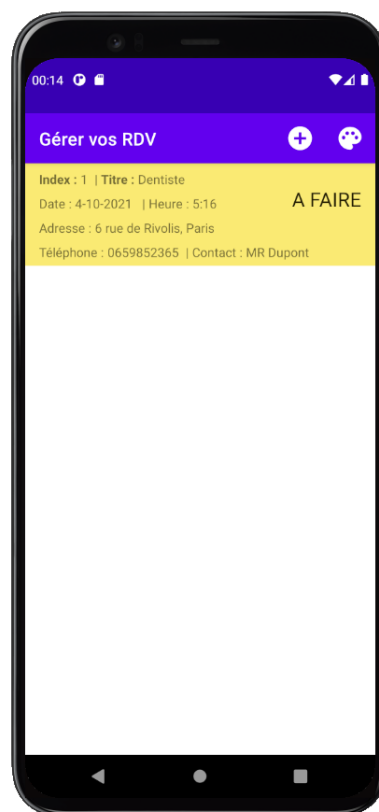 00:14
Gérer vos RDV
Index : 1 | Titre : Dentiste
Date : 4-10-2021 | Heure : 5:16
A FAIRE
Adresse : 6 rue de Rivolis, Paris
Téléphone : 0659852365 | Contact : MR Dupont